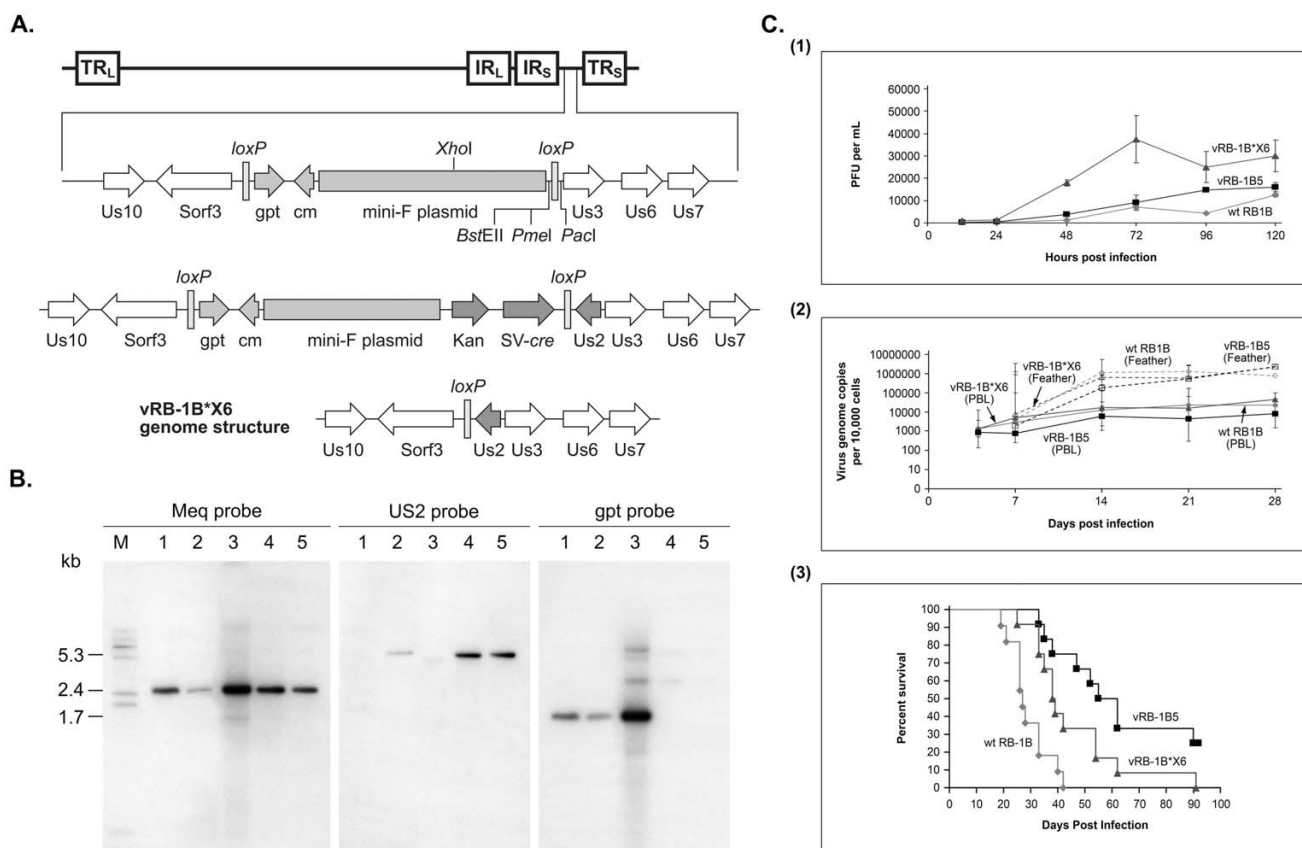 A.
TRL IRL IRS TRS
loxP XhoI loxP
Us10 Sorf3 gpt cm mini-F plasmid Us3 Us6 Us7
BstEII PmeI PacI
loxP loxP
Us10 Sorf3 gpt cm mini-F plasmid Kan SV-cre Us2 Us3 Us6 Us7
vRB-1B*X6
genome structure
loxP
Us10 Sorf3 Us2 Us3 Us6 Us7
B.
Meq probe US2 probe gpt probe
M 1 2 3 4 5 1 2 3 4 5 1 2 3 4 5
kb
5.3
2.4
1.7
C.
(1)
PFU per mL
60000
50000
40000
30000
20000
10000
0
0 24 48 72 96 120
Hours post infection
vRB-1B*X6
vRB-1B5
wt RB1B
(2)
Virus genome copies
per 10,000 cells
10000000
1000000
100000
10000
1000
100
10
0
0 7 14 21 28
Days post infection
vRB-1B*X6
(PBL)
vRB-1B*X6
(Feather)
wt RB1B
(Feather)
vRB-1B5
(Feather)
vRB-1B5
(PBL)
wt RB1B
(PBL)
(3)
Percent survival
100
90
80
70
60
50
40
30
20
10
0
0 10 20 30 40 50 60 70 80 90 100
Days Post Infection
wt RB-1B
vRB-1B5
vRB-1B*X6